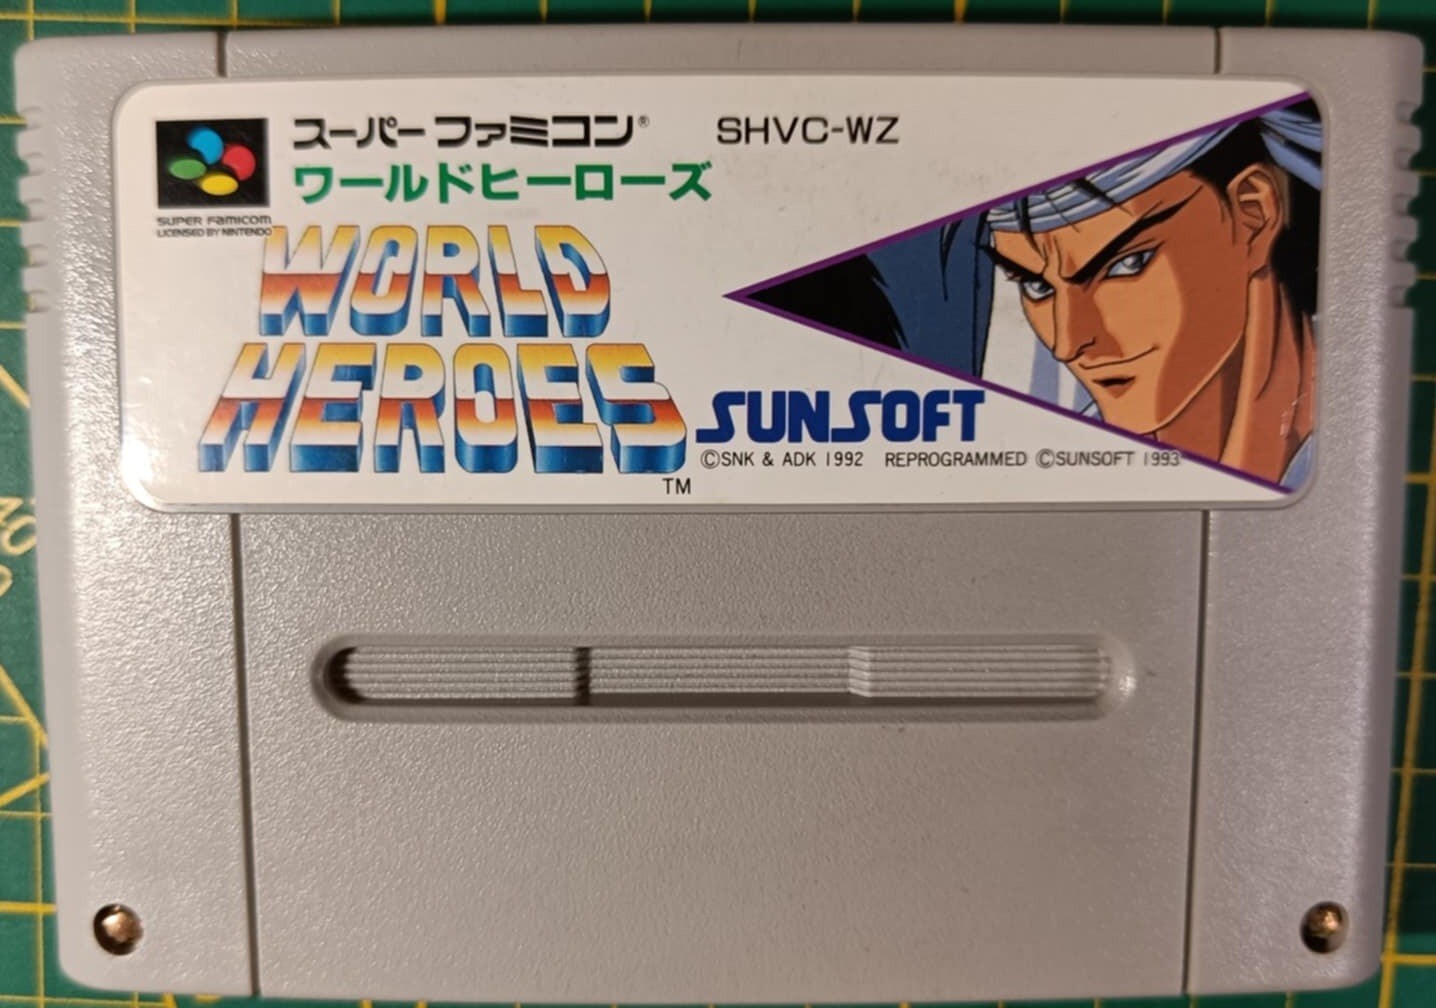 スーパーファミコン® SHVC-WZ
ワールドヒーローズ
SUPER FAMICOM
LICENSED BY NINTENDO
WORLD
HEROES
TM
SUNSOFT
©SNK & ADK 1992 REPROGRAMMED ©SUNSOFT 1993